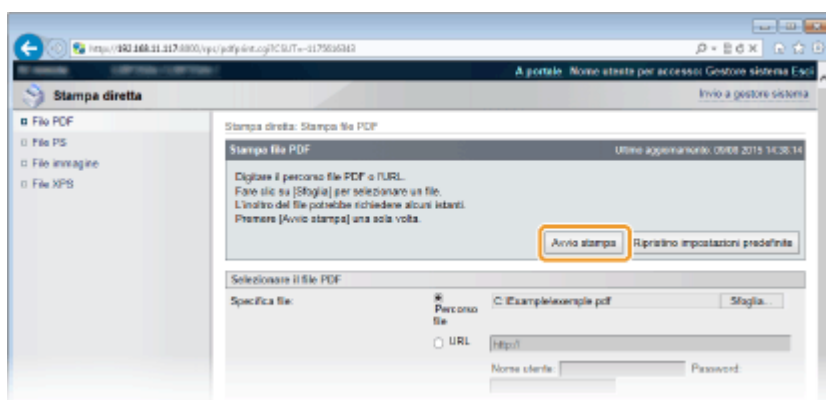 A portale Nome utente per accesso: Gestore sistema Esci
Stampa diretta
Invio a gestore sistema
File PDF
File PS
File immagine
File XPS
Stampa diretta: Stampa file PDF
Stampa file PDF
Ultimo aggiornamento: 14:38:14
Digitare il percorso file PDF o l'URL.
Fare clic su [Sfoglia] per selezionare un file.
L'inoltro del file potrebbe richiedere alcuni istanti.
Premere [Avvio stampa] una sola volta.
Avvio stampa
Ripristino impostazioni predefinite
Selezionare il file PDF
Specifica file:
Percorso file
C:\Example\exemple.pdf
Sfoglia...
URL
http://
Nome utente:
Password: